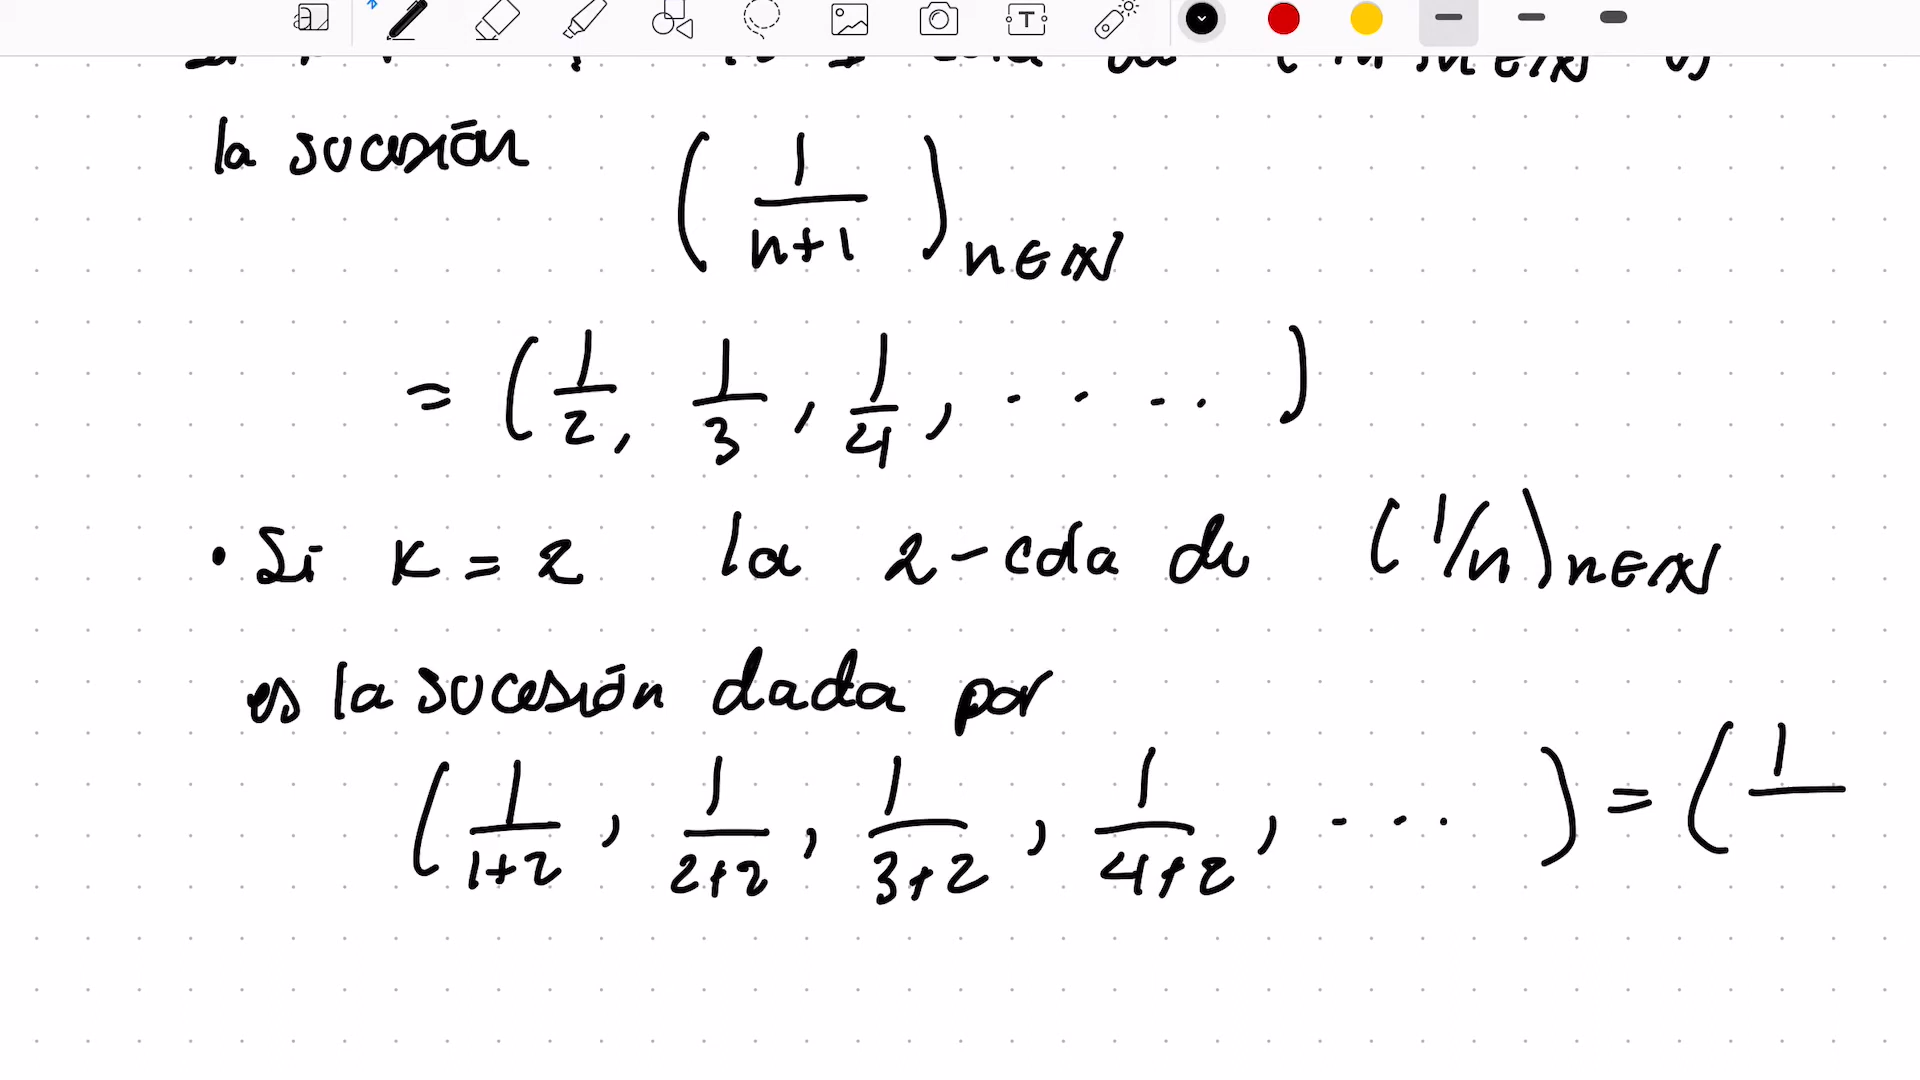 la sucesión ( 1/(n+1) )n∈ℕ
= ( 1/2, 1/3, 1/4, .... )
• Si K = 2 la 2-cola de (1/n)n∈ℕ
es la sucesión dada por
( 1/(1+2), 1/(2+2), 1/(3+2), 1/(4+2), .... ) = ( 1/